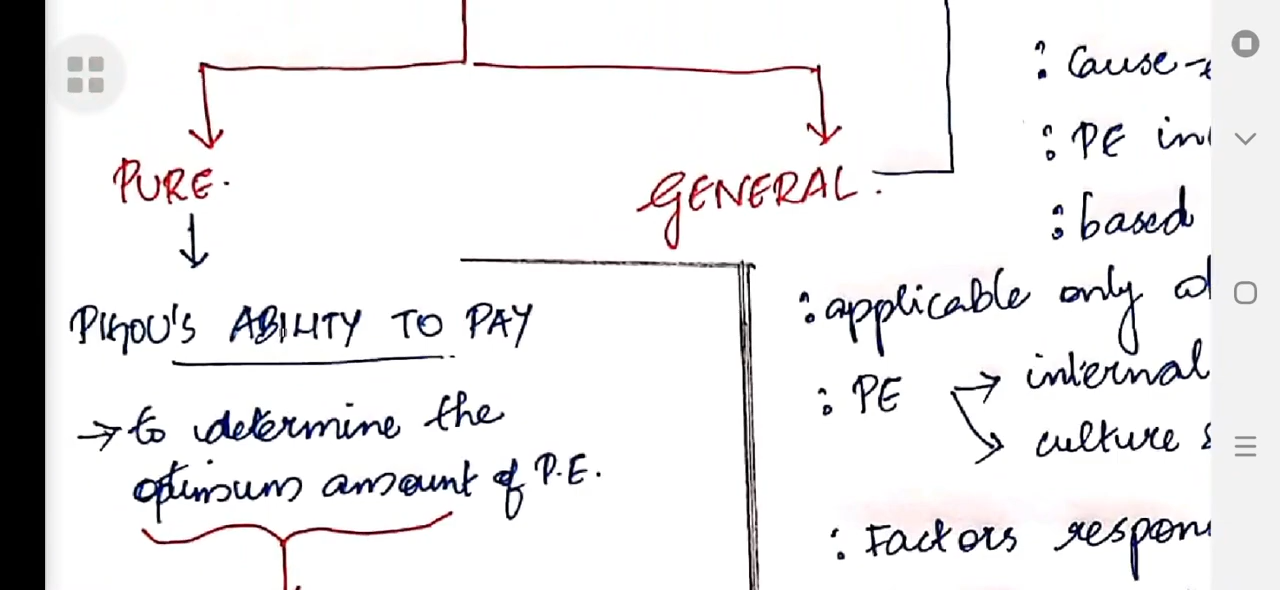 PURE.
GENERAL.
PIGOU'S ABILITY TO PAY
→ to determine the
optimum amount of P.E.
: Cause-
: PE in
: based
: applicable only
: PE → internal
→ culture
: Factors respon